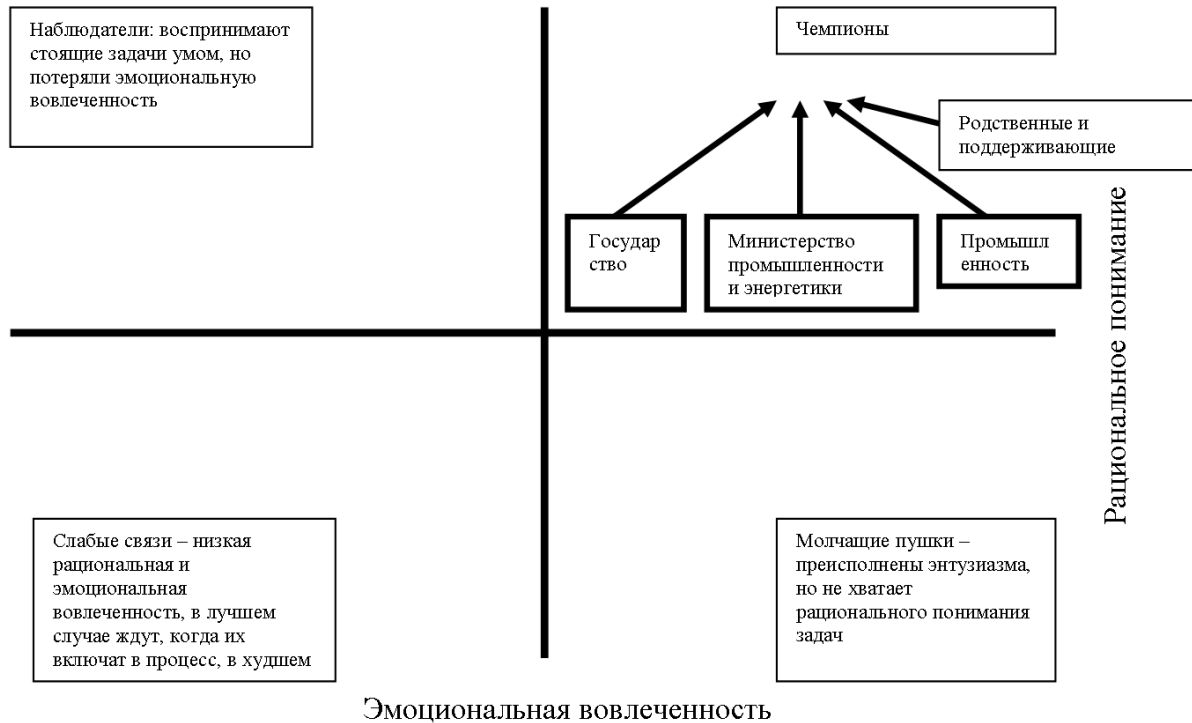 Наблюдатели: воспринимают
стоящие задачи умом, но
потеряли эмоциональную
вовлеченность
Чемпионы
Родственные и
поддерживающие
Государ
ство
Министерство
промышленности
и энергетики
Промышл
енность
Рациональное понимание
Слабые связи – низкая
рациональная и
эмоциональная
вовлеченность, в лучшем
случае ждут, когда их
включат в процесс, в худшем
Молчащие пушки –
преисполнены энтузиазма,
но не хватает
рационального понимания
задач
Эмоциональная вовлеченность